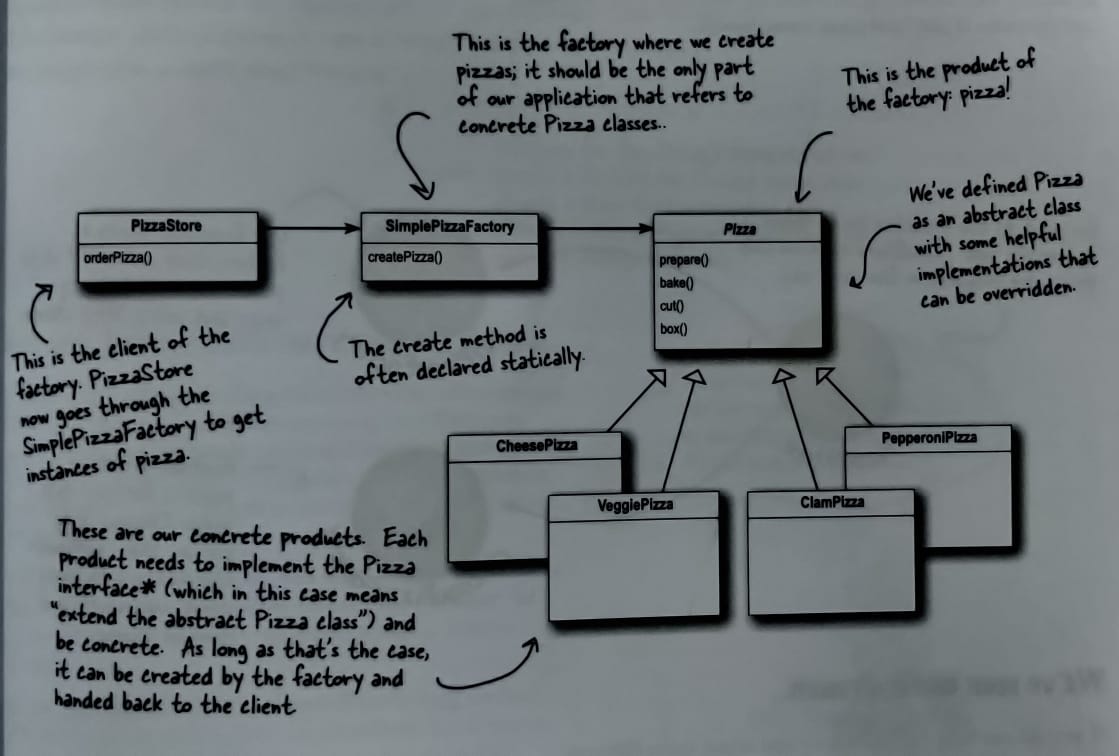 This is the factory where we create
pizzas; it should be the only part
of our application that refers to
concrete Pizza classes..
This is the product of
the factory: pizza!
We've defined Pizza
as an abstract class
with some helpful
implementations that
can be overridden.
PizzaStore
orderPizza()
SimplePizzaFactory
createPizza()
Pizza
prepare()
bake()
cut()
box()
This is the client of the
factory. PizzaStore
now goes through the
SimplePizzaFactory to get
instances of pizza.
The create method is
often declared statically.
CheesePizza
VeggiePizza
ClamPizza
PepperoniPizza
These are our concrete products. Each
product needs to implement the Pizza
interface* (which in this case means
"extend the abstract Pizza class") and
be concrete. As long as that's the case,
it can be created by the factory and
handed back to the client